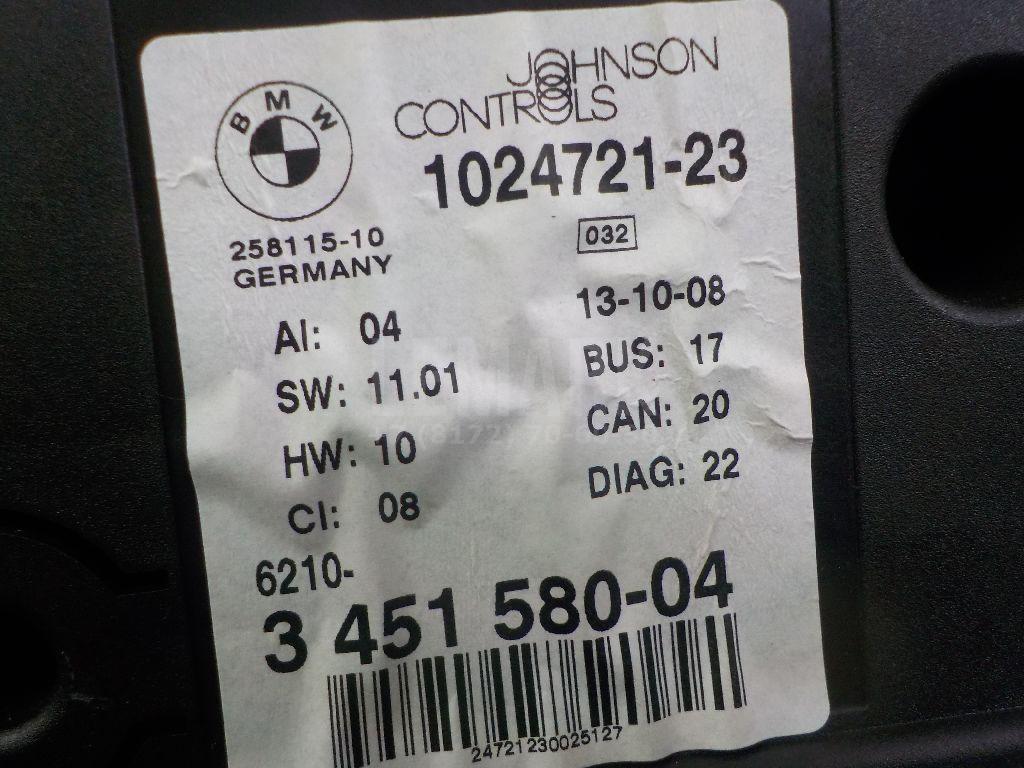 BMW
JOHNSON
CONTROLS
1024721-23
258115-10
GERMANY
032
13-10-08
AI: 04
BUS: 17
SW: 11.01
CAN: 20
HW: 10
DIAG: 22
CI: 08
6210-
3 451 580-04
24721230025127